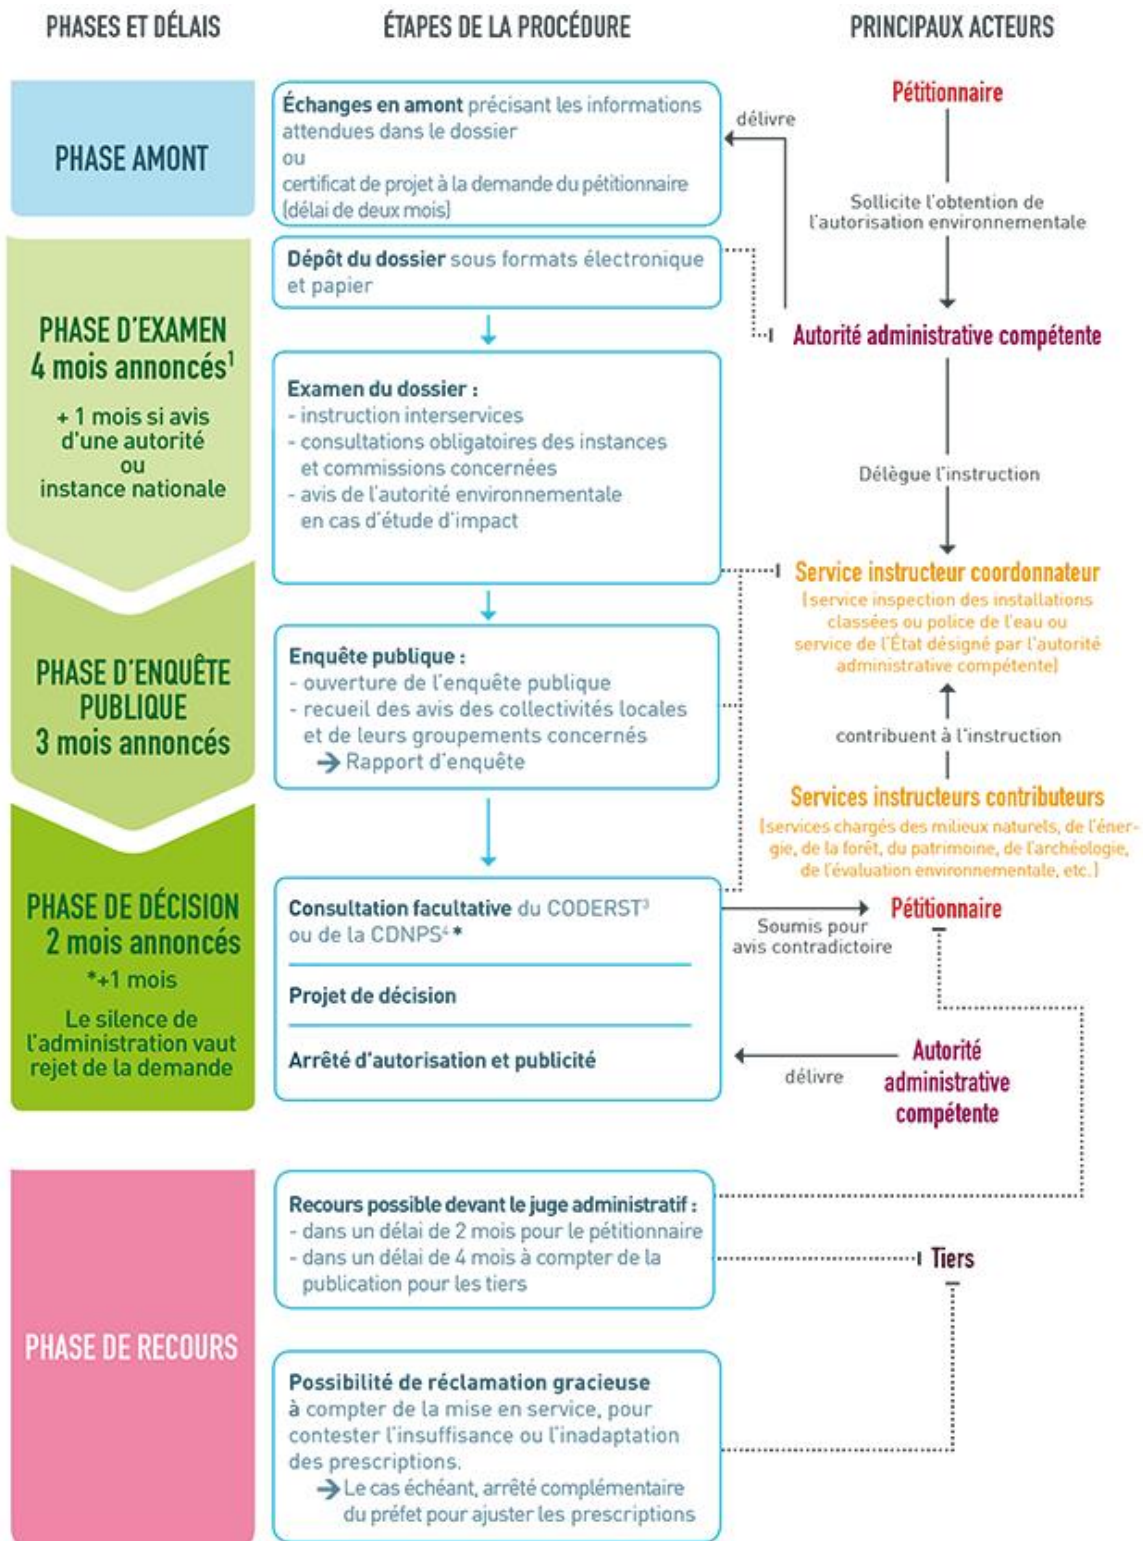 PHASES ET DÉLAIS
ÉTAPES DE LA PROCÉDURE
PRINCIPAUX ACTEURS
PHASE AMONT
Échanges en amont précisant les informations
attendues dans le dossier
ou
certificat de projet à la demande du pétitionnaire
(délai de deux mois)
délivre
Pétitionnaire
Sollicite l'obtention de
l'autorisation environnementale
PHASE D'EXAMEN
4 mois annoncés¹
+ 1 mois si avis
d'une autorité
ou
instance nationale
Dépôt du dossier sous formats électronique
et papier
Autorité administrative compétente
Examen du dossier :
- instruction interservices
- consultations obligatoires des instances
et commissions concernées
- avis de l'autorité environnementale
en cas d'étude d'impact
Délègue l'instruction
Service instructeur coordonnateur
(service inspection des installations
classées ou police de l'eau ou
service de l'État désigné par l'autorité
administrative compétente)
PHASE D'ENQUÊTE
PUBLIQUE
3 mois annoncés
Enquête publique :
- ouverture de l'enquête publique
- recueil des avis des collectivités locales
et de leurs groupements concernés
→ Rapport d'enquête
contribuent à l'instruction
Services instructeurs contributeurs
(services chargés des milieux naturels, de l'éner-
gie, de la forêt, du patrimoine, de l'archéologie,
de l'évaluation environnementale, etc.)
PHASE DE DÉCISION
2 mois annoncés
*+1 mois
Le silence de
l'administration vaut
rejet de la demande
Consultation facultative du CODERST³
ou de la CDNPS⁴ *
Projet de décision
Arrêté d'autorisation et publicité
Soumis pour
avis contradictoire
Pétitionnaire
délivre
Autorité
administrative
compétente
PHASE DE RECOURS
Recours possible devant le juge administratif :
- dans un délai de 2 mois pour le pétitionnaire
- dans un délai de 4 mois à compter de la
publication pour les tiers
Tiers
Possibilité de réclamation gracieuse
à compter de la mise en service, pour
contester l'insuffisance ou l'inadaptation
des prescriptions.
→ Le cas échéant, arrêté complémentaire
du préfet pour ajuster les prescriptions